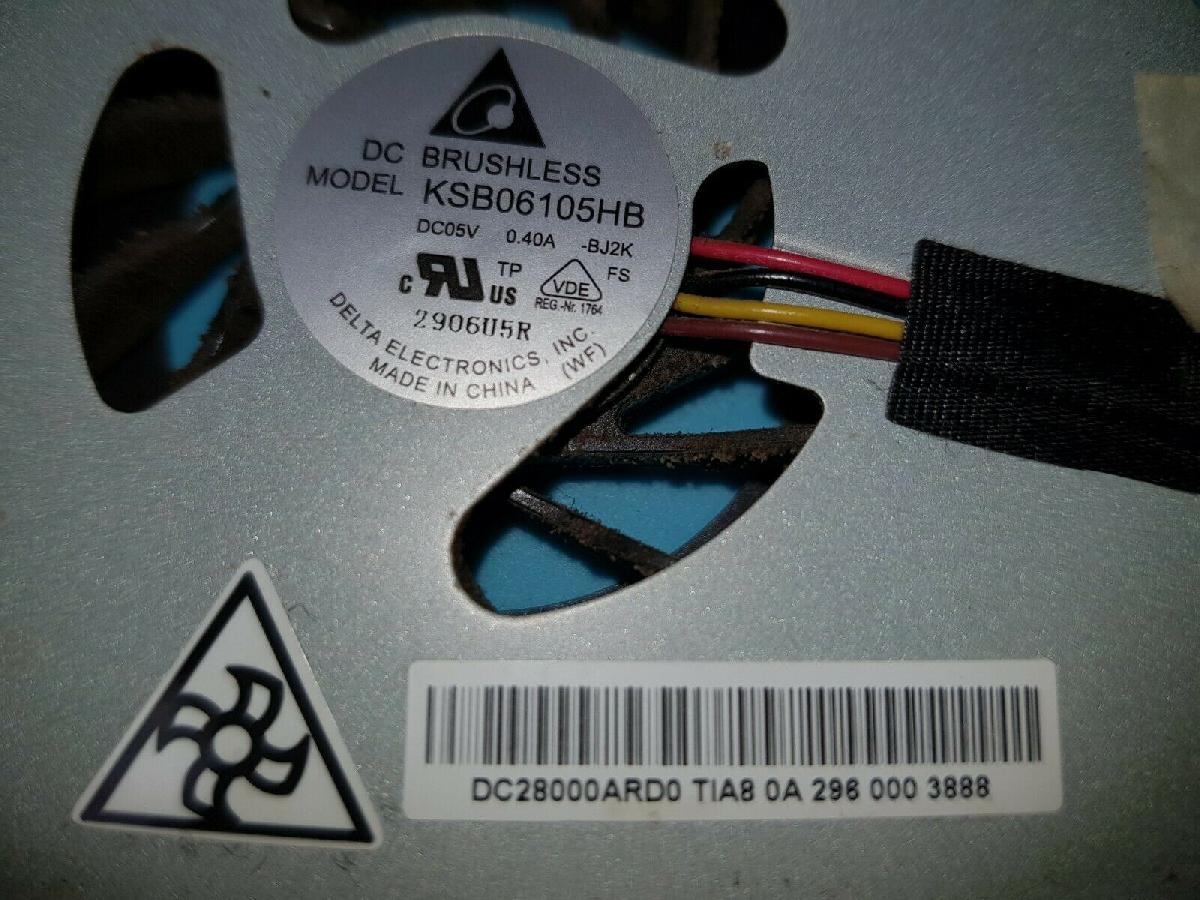 DC BRUSHLESS
MODEL KSB06105HB
DC05V 0.40A -BJ2K
c RU US TP VDE FS
REG.-Nr. 1764
2906U5R
DELTA ELECTRONICS, INC.
MADE IN CHINA (WF)
DC28000ARD0 TIA8 0A 296 000 3888